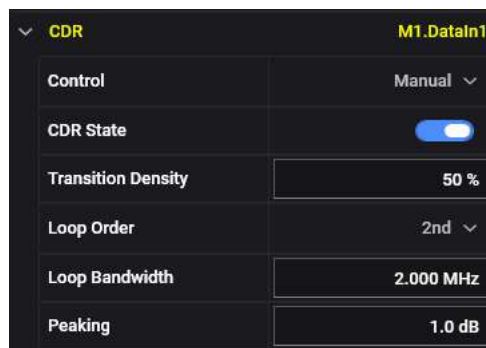 CDR M1.DataIn1
Control Manual
CDR State
Transition Density 50 %
Loop Order 2nd
Loop Bandwidth 2.000 MHz
Peaking 1.0 dB